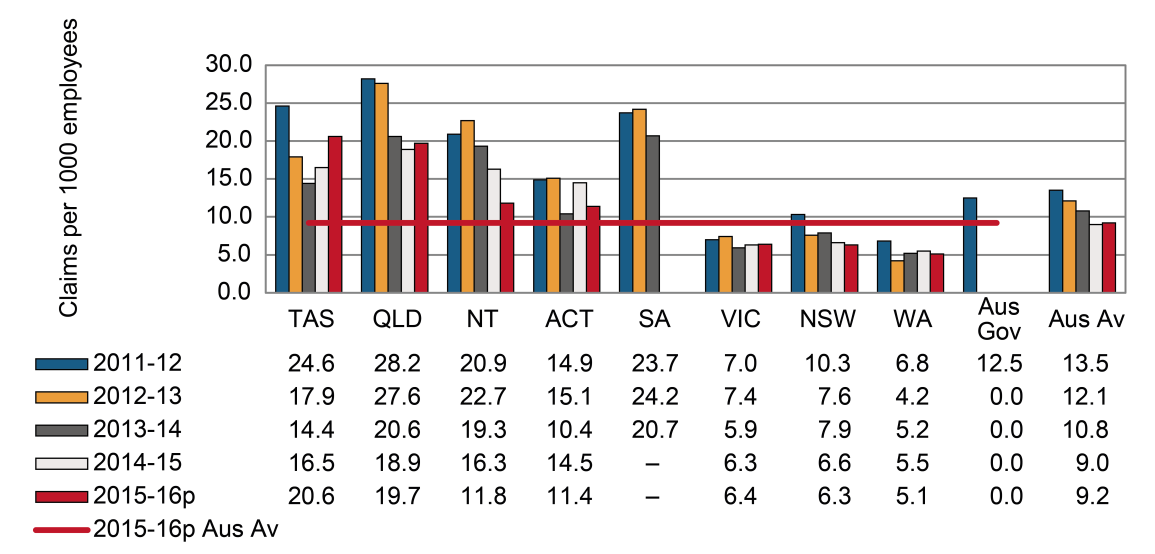 Claims per 1000 employees
30.0
25.0
20.0
15.0
10.0
5.0
0.0
TAS QLD NT ACT SA VIC NSW WA Aus Gov Aus Av
2011-12 24.6 28.2 20.9 14.9 23.7 7.0 10.3 6.8 12.5 13.5
2012-13 17.9 27.6 22.7 15.1 24.2 7.4 7.6 4.2 0.0 12.1
2013-14 14.4 20.6 19.3 10.4 20.7 5.9 7.9 5.2 0.0 10.8
2014-15 16.5 18.9 16.3 14.5 – 6.3 6.6 5.5 0.0 9.0
2015-16p 20.6 19.7 11.8 11.4 – 6.4 6.3 5.1 0.0 9.2
2015-16p Aus Av